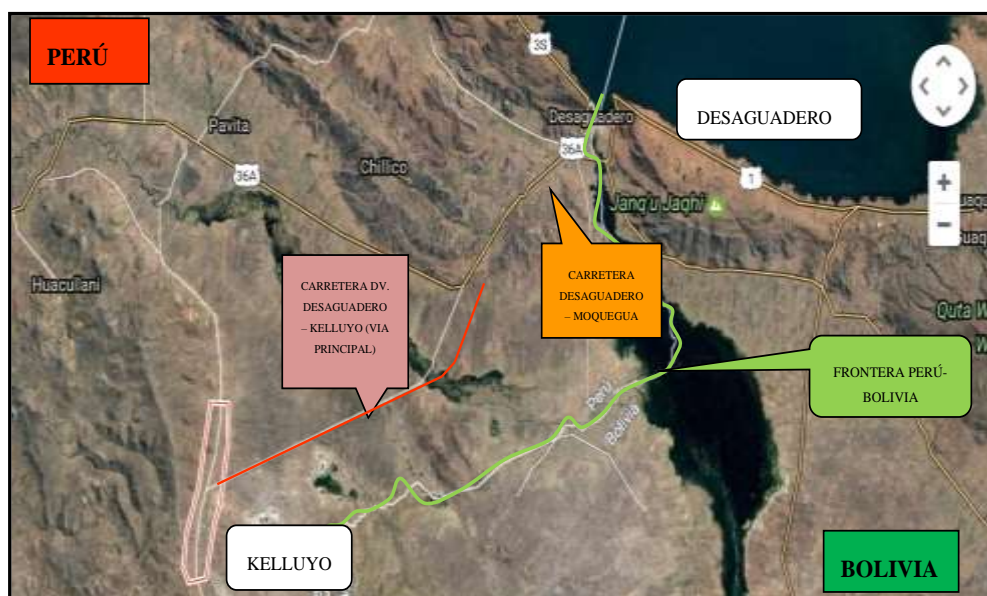 PERÚ
3S
DESAGUADERO
Desaguadero
36A
Pavita
Chillico
36A
1
Janq'u Jaqhi
Huacullani
CARRETERA DV.
DESAGUADERO
– KELLUYO (VIA
PRINCIPAL)
CARRETERA
DESAGUADERO
– MOQUEGUA
Quta
FRONTERA PERÚ-
BOLIVIA
Perú
Bolivia
KELLUYO
BOLIVIA
+
−